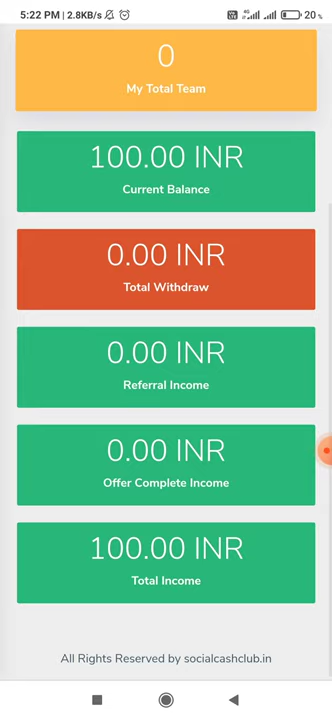 5:22 PM | 2.8KB/s
4G
20 %
0
My Total Team
100.00 INR
Current Balance
0.00 INR
Total Withdraw
0.00 INR
Referral Income
0.00 INR
Offer Complete Income
100.00 INR
Total Income
All Rights Reserved by socialcashclub.in